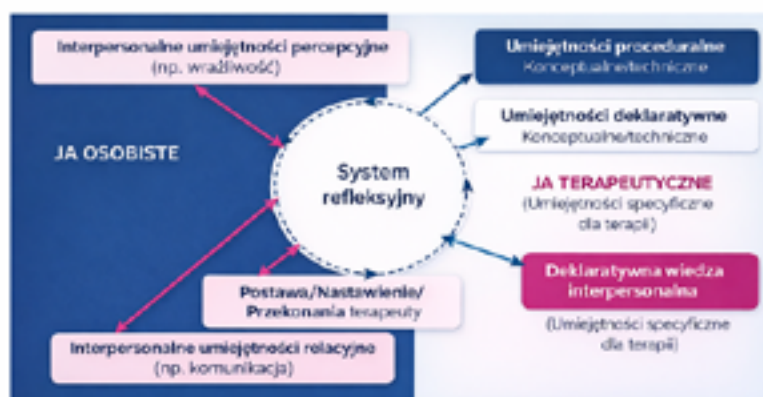 Interpersonalne umiejętności percepcyjne
(np. wrażliwość)
JA OSOBISTE
System
refleksyjny
Postawa/Nastawienie/
Przekonania terapeuty
Interpersonalne umiejętności relacyjne
(np. komunikacja)
Umiejętności proceduralne
Konceptualne/techniczne
Umiejętności deklaratywne
Konceptualne/techniczne
JA TERAPEUTYCZNE
(Umiejętności specyficzne
dla terapii)
Deklaratywna wiedza
interpersonalna
(Umiejętności specyficzne
dla terapii)